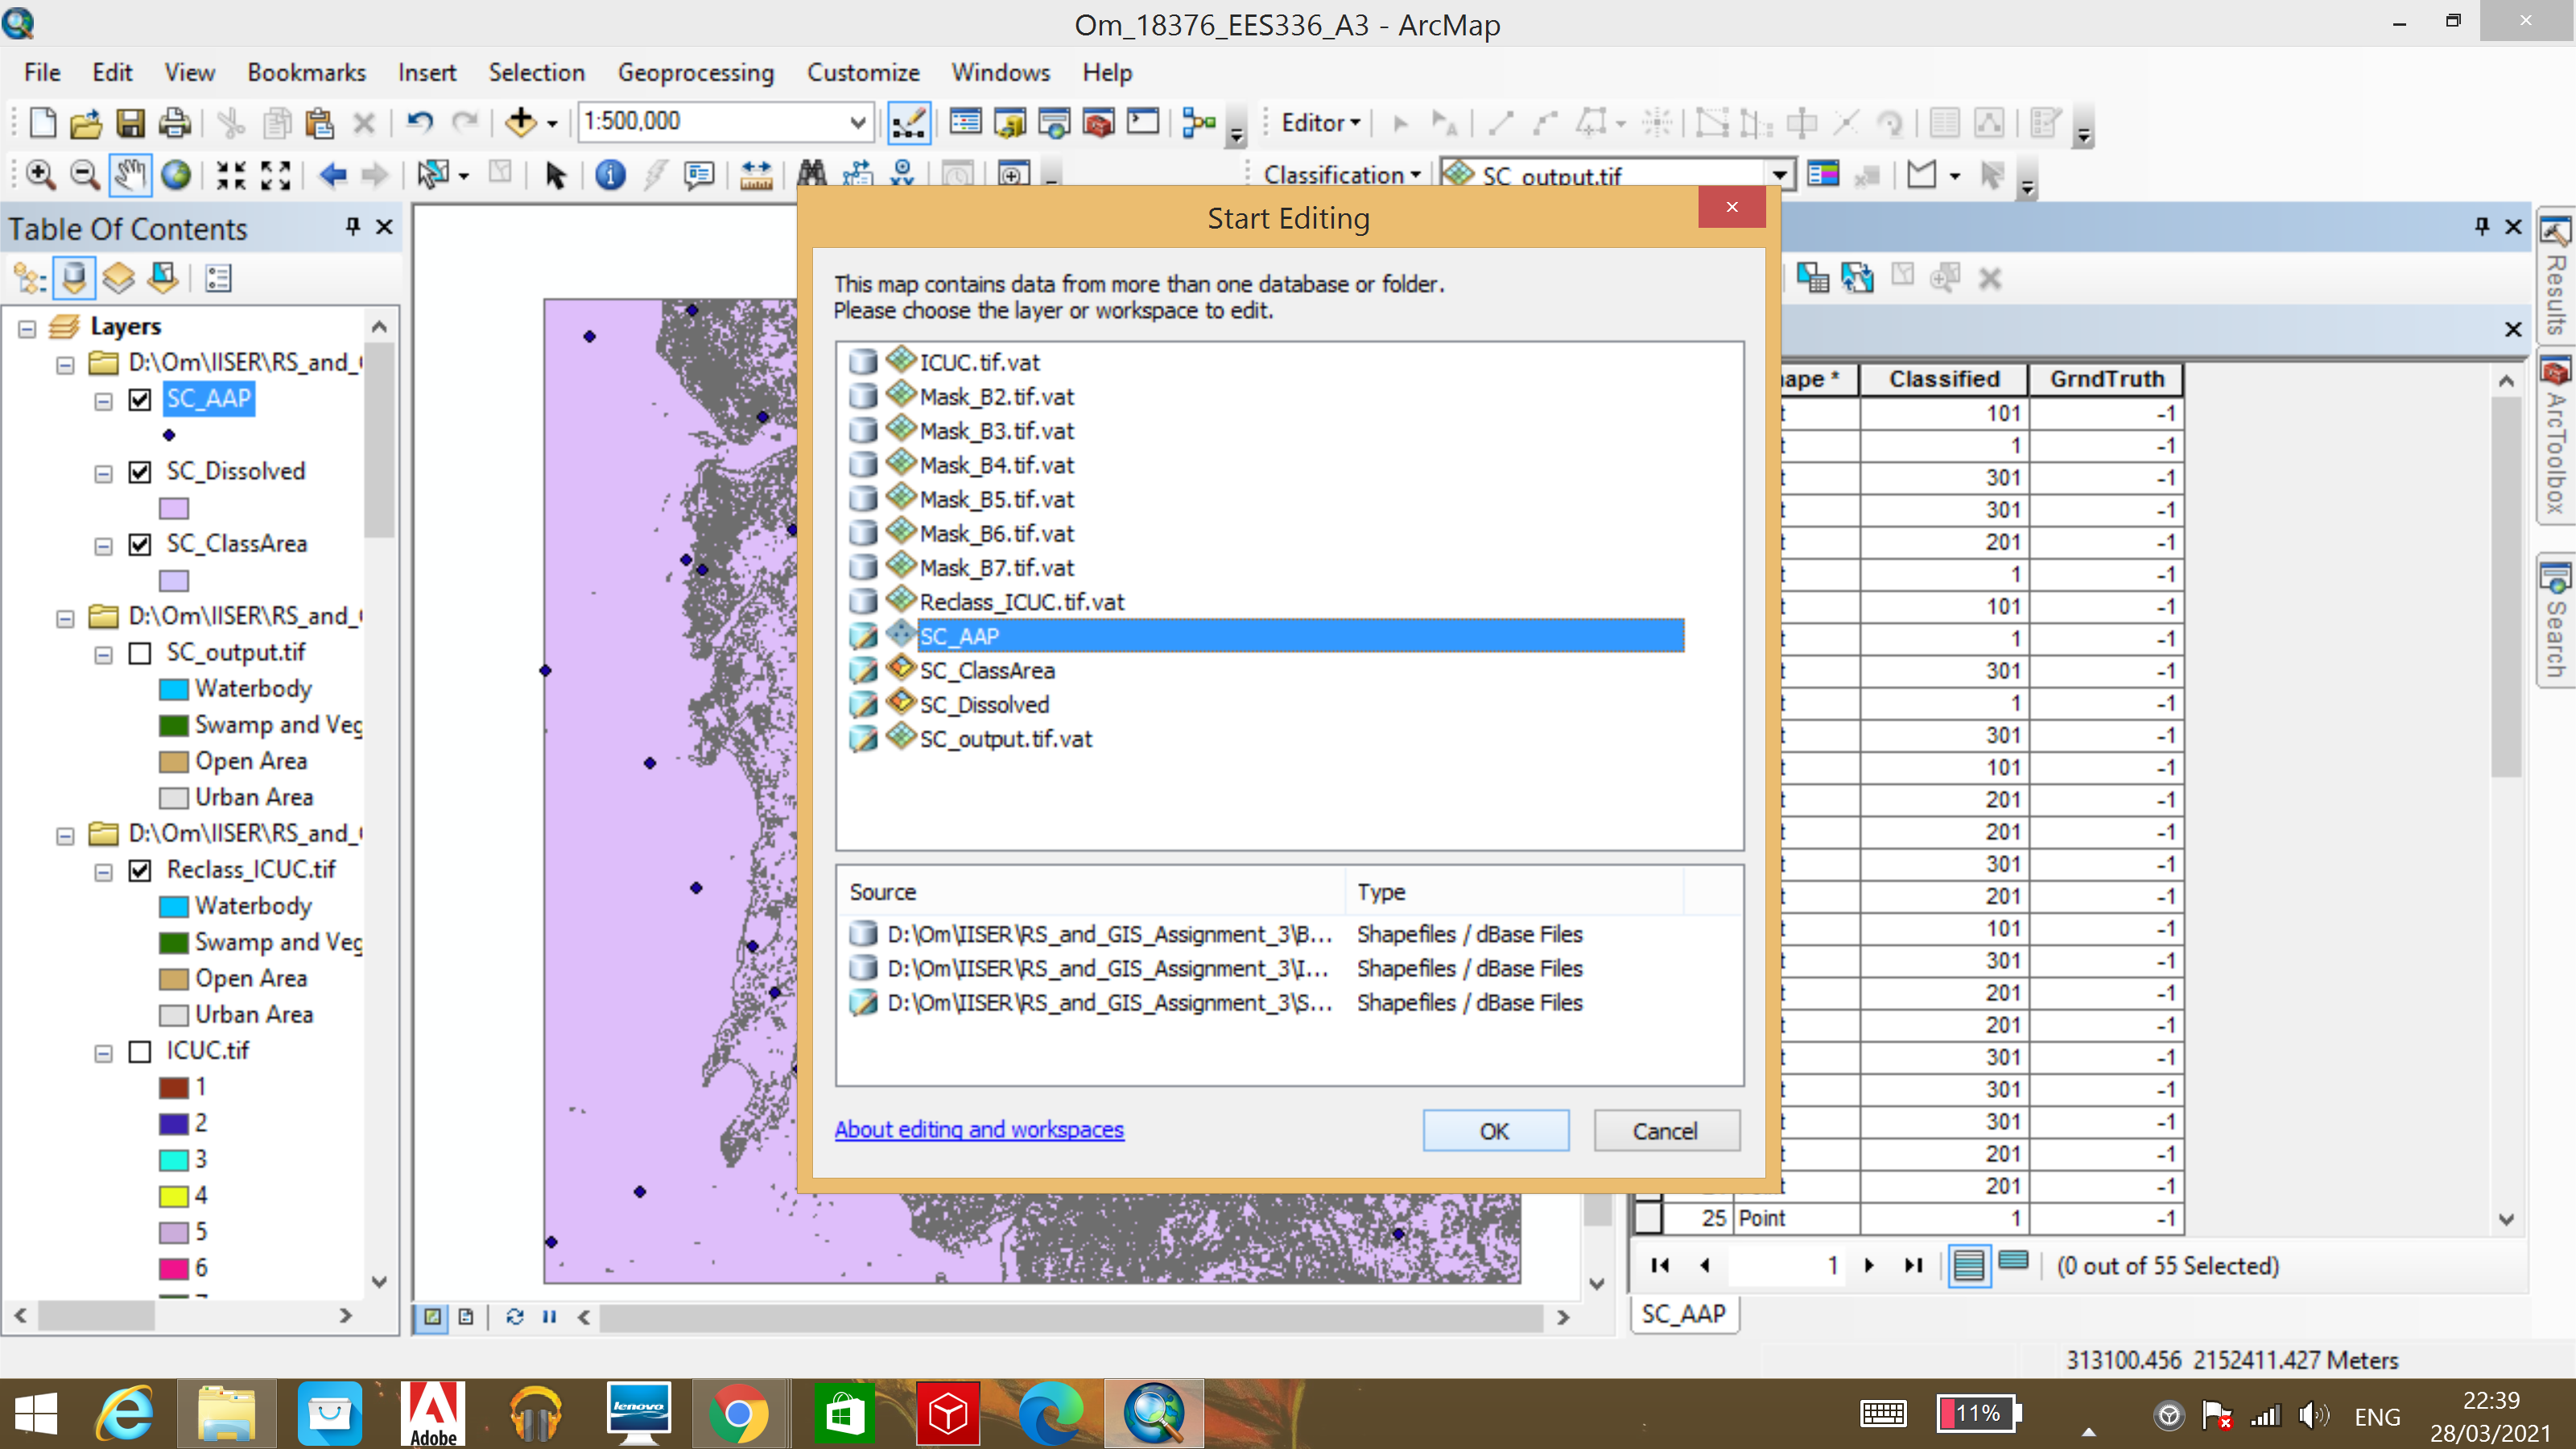 Om_18376_EES336_A3 - ArcMap
File Edit View Bookmarks Insert Selection Geoprocessing Customize Windows Help
1:500,000
Editor
Classification
SC_output.tif
Table Of Contents
Layers
D:\Om\IISER\RS_and_
SC_AAP
SC_Dissolved
SC_ClassArea
D:\Om\IISER\RS_and_
SC_output.tif
Waterbody
Swamp and Veg
Open Area
Urban Area
D:\Om\IISER\RS_and_
Reclass_ICUC.tif
Waterbody
Swamp and Veg
Open Area
Urban Area
ICUC.tif
1
2
3
4
5
6
Start Editing
This map contains data from more than one database or folder.
Please choose the layer or workspace to edit.
ICUC.tif.vat
Mask_B2.tif.vat
Mask_B3.tif.vat
Mask_B4.tif.vat
Mask_B5.tif.vat
Mask_B6.tif.vat
Mask_B7.tif.vat
Reclass_ICUC.tif.vat
SC_AAP
SC_ClassArea
SC_Dissolved
SC_output.tif.vat
Source Type
D:\Om\IISER\RS_and_GIS_Assignment_3\B... Shapefiles / dBase Files
D:\Om\IISER\RS_and_GIS_Assignment_3\I... Shapefiles / dBase Files
D:\Om\IISER\RS_and_GIS_Assignment_3\S... Shapefiles / dBase Files
About editing and workspaces
OK
Cancel
ape * Classified GrndTruth
t 101 -1
t 1 -1
t 301 -1
t 301 -1
t 201 -1
t 1 -1
t 101 -1
t 1 -1
t 301 -1
t 1 -1
t 301 -1
t 101 -1
t 201 -1
t 201 -1
t 301 -1
t 201 -1
t 101 -1
t 301 -1
t 201 -1
t 201 -1
t 301 -1
t 301 -1
t 301 -1
t 201 -1
t 201 -1
25 Point 1 -1
1
(0 out of 55 Selected)
SC_AAP
Results
ArcToolbox
Search
313100.456 2152411.427 Meters
Adobe
lenovo
11%
ENG
22:39
28/03/2021